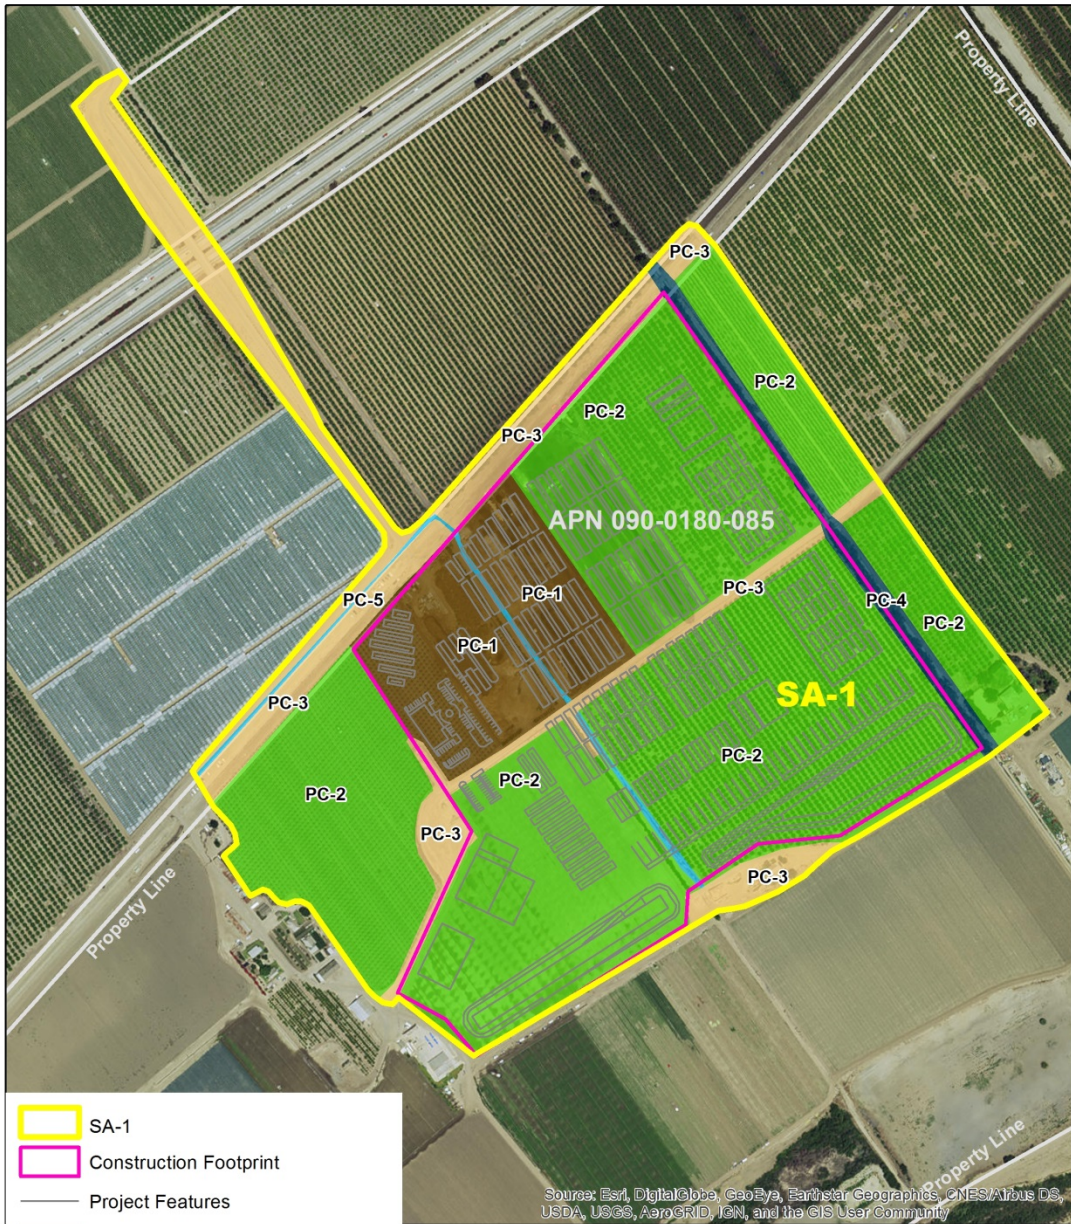 Property Line
PC-3
PC-2
PC-2
PC-3
APN 090-0180-085
PC-3
PC-5
PC-1
PC-4
PC-2
PC-1
SA-1
PC-3
PC-2
PC-2
PC-2
PC-3
PC-3
Property Line
Property Line
SA-1
Construction Footprint
Project Features
Source: Esri, DigitalGlobe, GeoEye, Earthstar Geographics, CNES/Airbus DS,
USDA, USGS, AeroGRID, IGN, and the GIS User Community